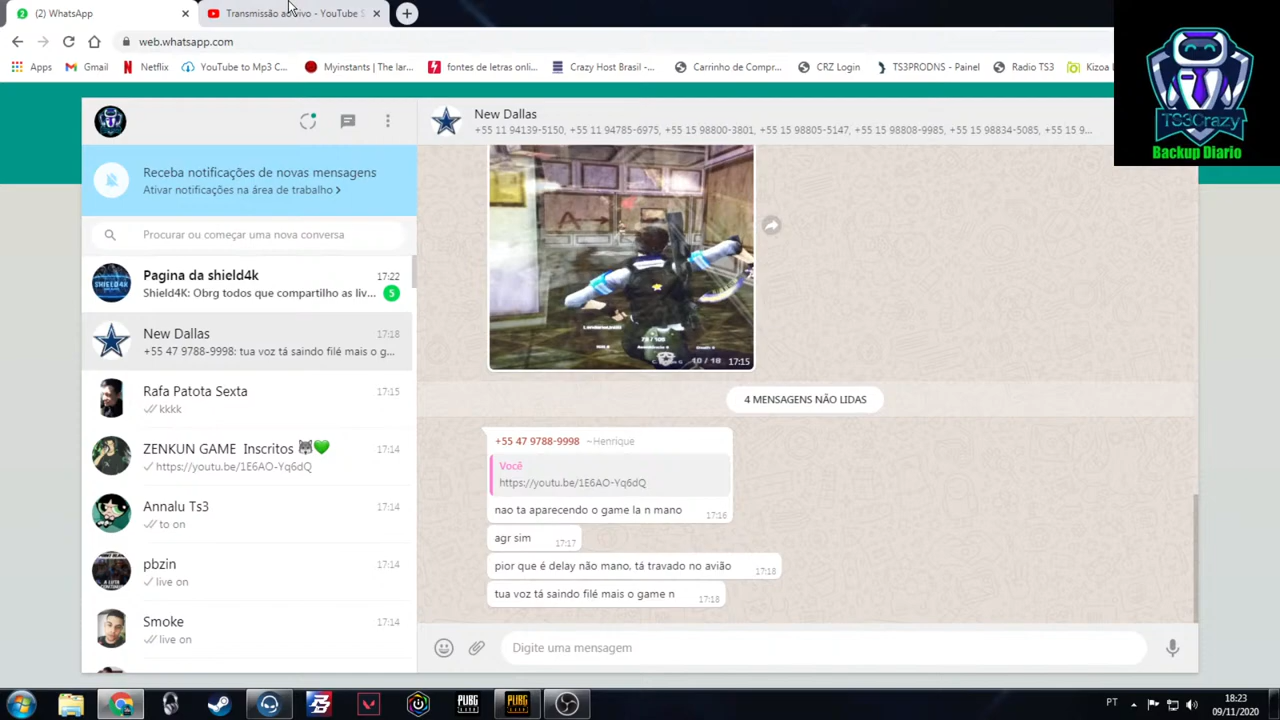 (2) WhatsApp
Transmissão ao vivo - YouTube S
web.whatsapp.com
Apps
Gmail
Netflix
YouTube to Mp3 C...
Myinstants | The lar...
fontes de letras onli...
Crazy Host Brasil -...
Carrinho de Compr...
CRZ Login
TS3PRODNS - Painel
Radio TS3
Kizoa
TS3Crazy
Backup Diario
New Dallas
+55 11 94139-5150, +55 11 94785-6975, +55 15 98800-3801, +55 15 98805-5147, +55 15 98808-9985, +55 15 98834-5085, +55 15 9...
Receba notificações de novas mensagens
Ativar notificações na área de trabalho
Procurar ou começar uma nova conversa
Pagina da shield4k
17:22
Shield4K: Obrg todos que compartilho as liv...
5
SHIELD4K
New Dallas
17:18
+55 47 9788-9998: tua voz tá saindo filé mais o g...
Rafa Patota Sexta
17:15
kkkk
ZENKUN GAME Inscritos
17:14
https://youtu.be/1E6AO-Yq6dQ
Annalu Ts3
17:14
to on
pbzin
17:14
live on
Smoke
17:14
live on
A
10 / 18
17:15
4 MENSAGENS NÃO LIDAS
+55 47 9788-9998 ~Henrique
Você
https://youtu.be/1E6AO-Yq6dQ
nao ta aparecendo o game la n mano
17:16
agr sim
17:17
pior que é delay não mano, tá travado no avião
17:18
tua voz tá saindo filé mais o game n
17:18
Digite uma mensagem
PUBG
LITE
PUBG
LITE
PT
18:23
09/11/2020